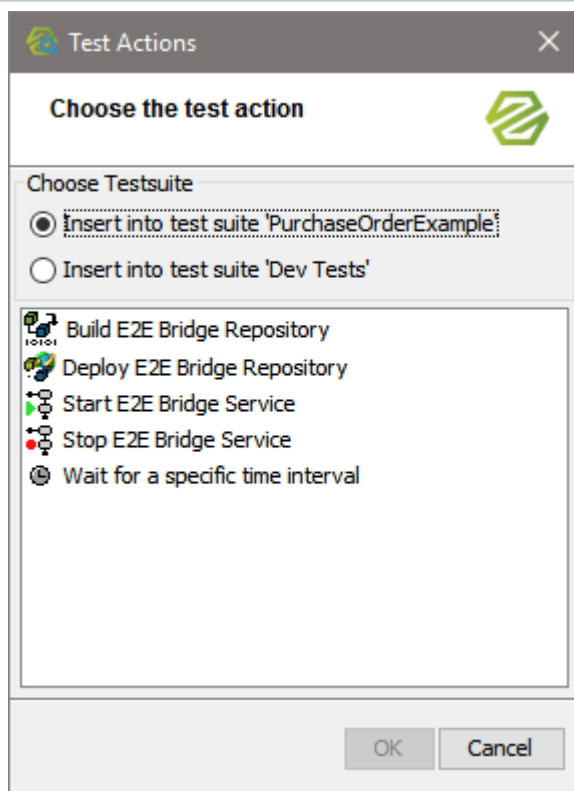 Test Actions
Choose the test action
Choose Testsuite
Insert into test suite 'PurchaseOrderExample'
Insert into test suite 'Dev Tests'
Build E2E Bridge Repository
Deploy E2E Bridge Repository
Start E2E Bridge Service
Stop E2E Bridge Service
Wait for a specific time interval
OK
Cancel